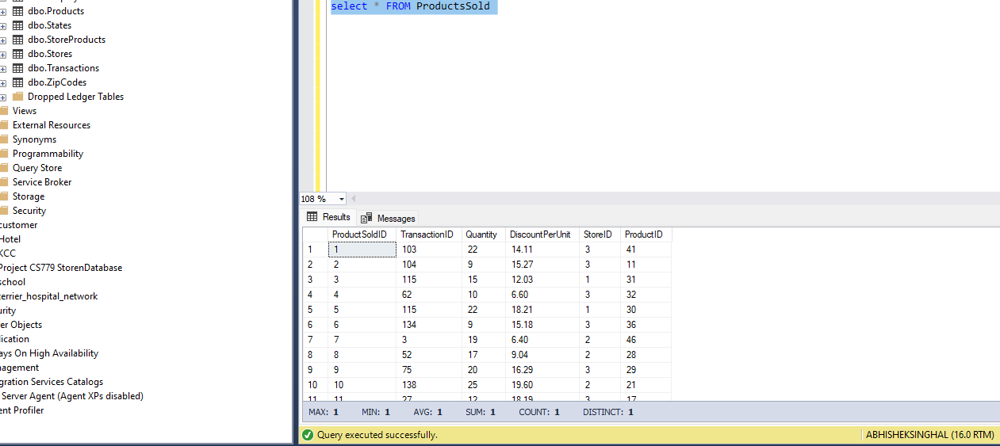 dbo.Products
dbo.States
dbo.StoreProducts
dbo.Stores
dbo.Transactions
dbo.ZipCodes
Dropped Ledger Tables
Views
External Resources
Synonyms
Programmability
Query Store
Service Broker
Storage
Security
customer
Hotel
KCC
Project CS779 StorenDatabase
school
terrier_hospital_network
urity
er Objects
lication
ays On High Availability
nagement
gration Services Catalogs
Server Agent (Agent XPs disabled)
ent Profiler
select * FROM ProductsSold
108 %
Results Messages
ProductSoldID TransactionID Quantity DiscountPerUnit StoreID ProductID
1 1 103 22 14.11 3 41
2 2 104 9 15.27 3 11
3 3 115 15 12.03 1 31
4 4 62 10 6.60 3 32
5 5 115 22 18.21 1 30
6 6 134 9 15.18 3 36
7 7 3 19 6.40 2 46
8 8 52 17 9.04 2 28
9 9 75 20 16.29 3 29
10 10 138 25 19.60 2 21
11 11 27 12 18.19 3 17
MAX: 1 MIN: 1 AVG: 1 SUM: 1 COUNT: 1 DISTINCT: 1
Query executed successfully. ABHISHEKSINGHAL (16.0 RTM)